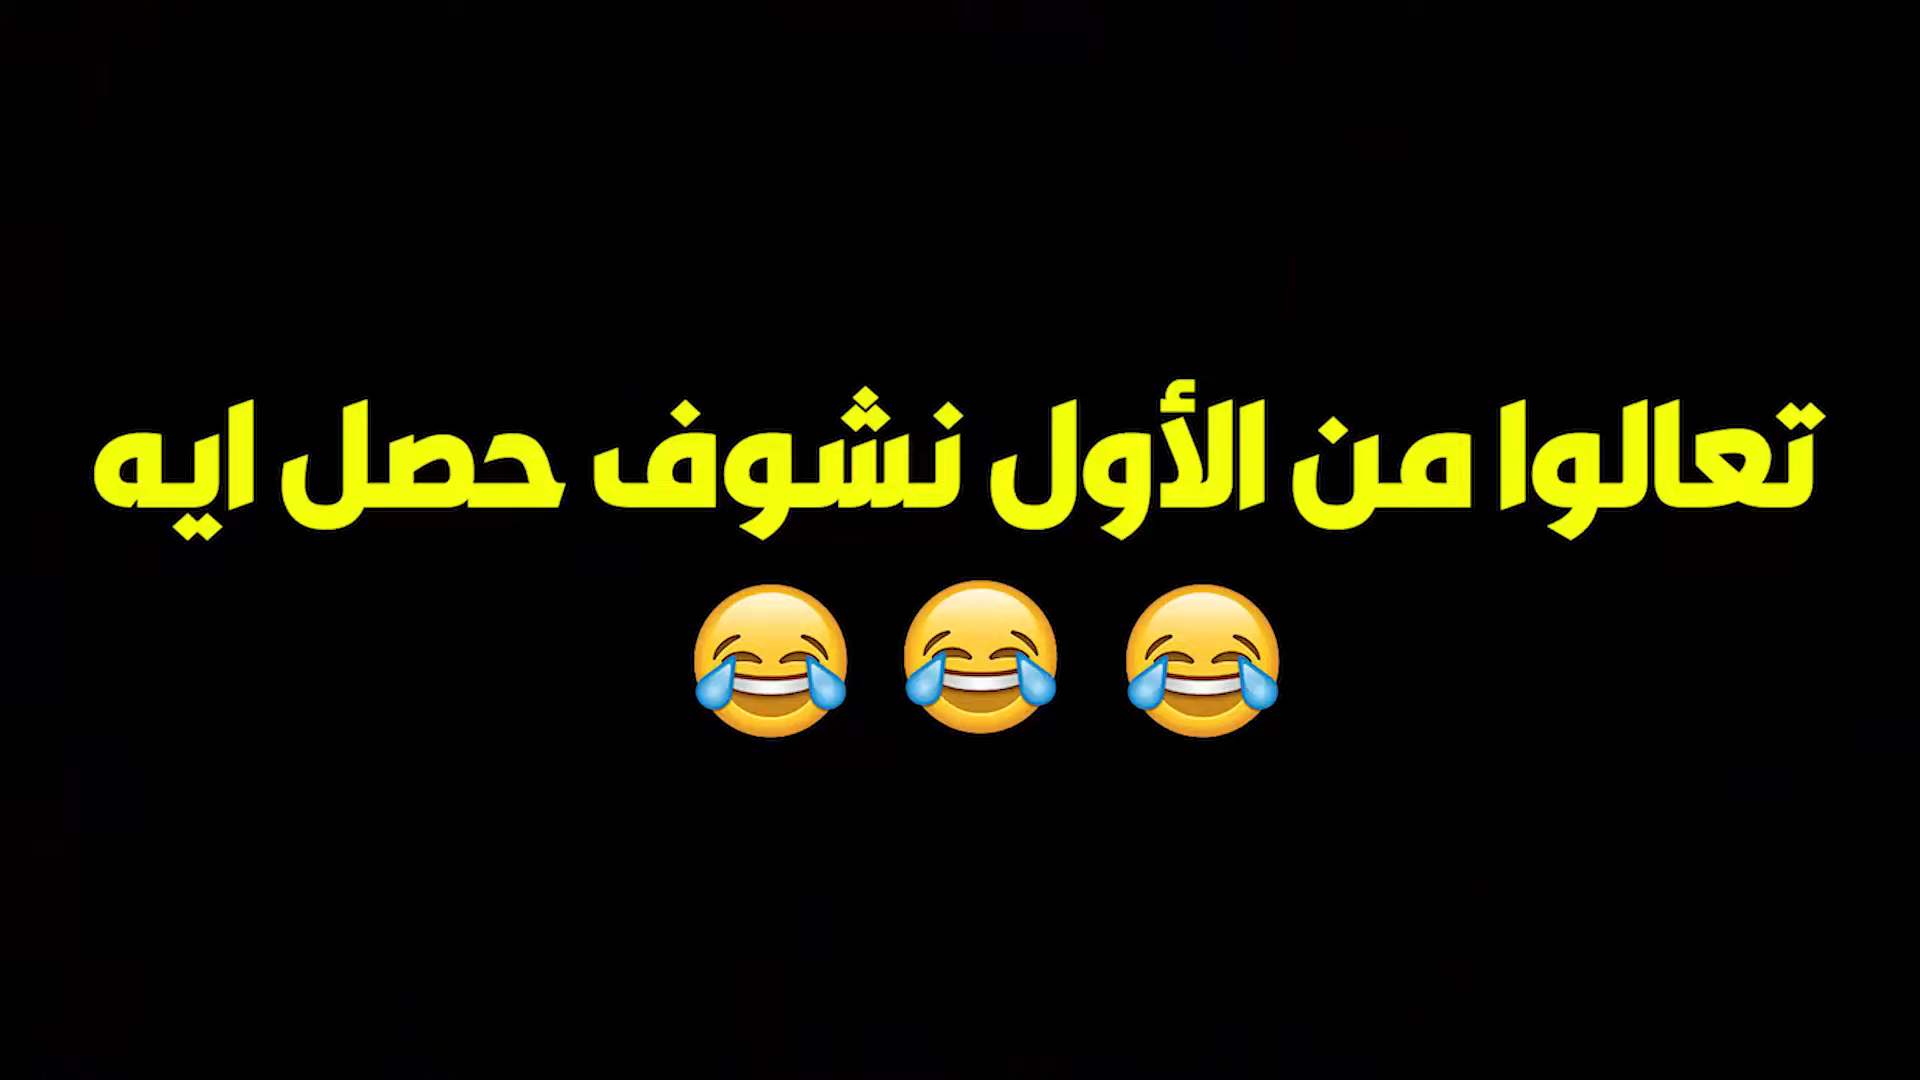 تعالوا من الأول نشوف حصل ايه
😂 😂 😂